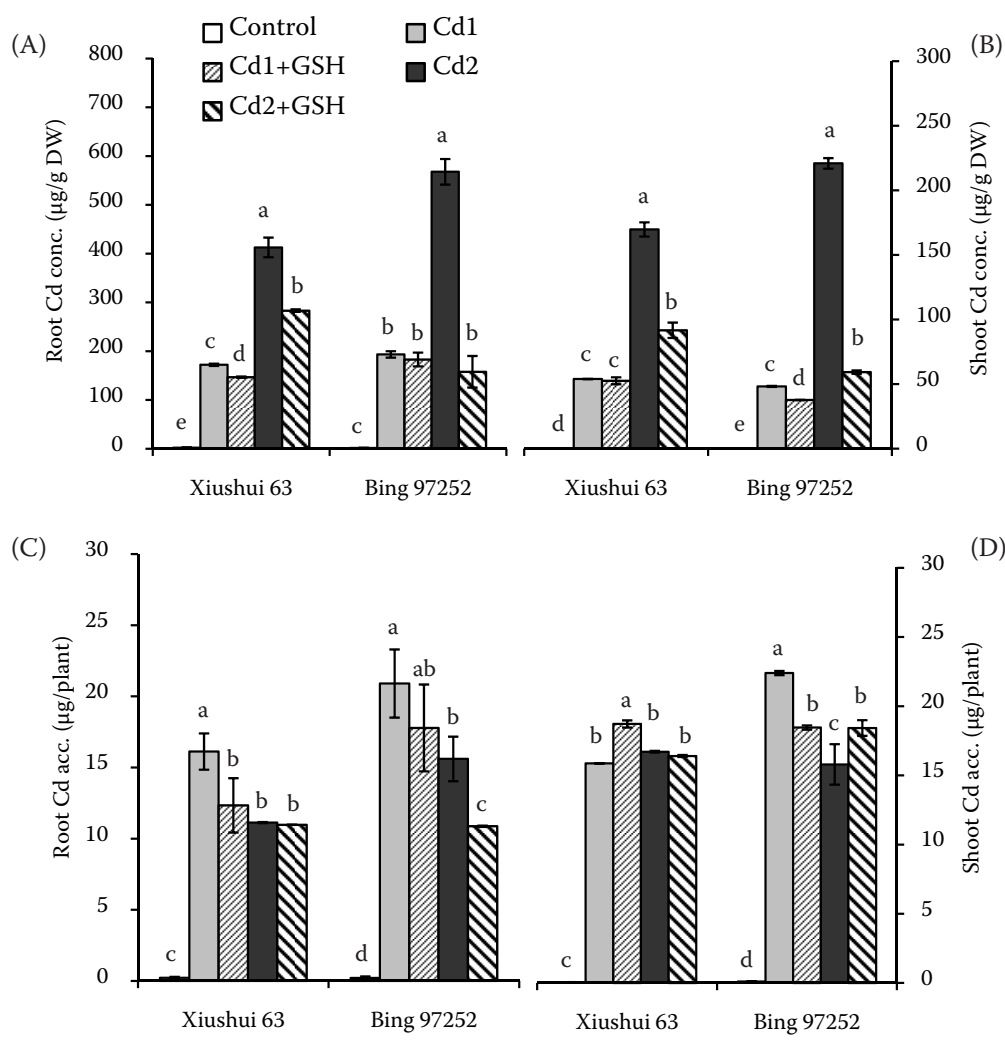 Control
Cd1
Cd1+GSH
Cd2
Cd2+GSH
(A)
800
700
600
500
400
300
200
100
0
Root Cd conc. (µg/g DW)
e
c
d
a
b
c
b
b
a
b
Xiushui 63
Bing 97252
(B)
300
250
200
150
100
50
0
Shoot Cd conc. (µg/g DW)
d
c
c
a
b
e
c
d
a
b
Xiushui 63
Bing 97252
(C)
30
25
20
15
10
5
0
Root Cd acc. (µg/plant)
c
a
b
b
b
d
a
ab
b
c
Xiushui 63
Bing 97252
(D)
30
25
20
15
10
5
0
Shoot Cd acc. (µg/plant)
c
b
a
b
b
d
a
b
c
b
Xiushui 63
Bing 97252